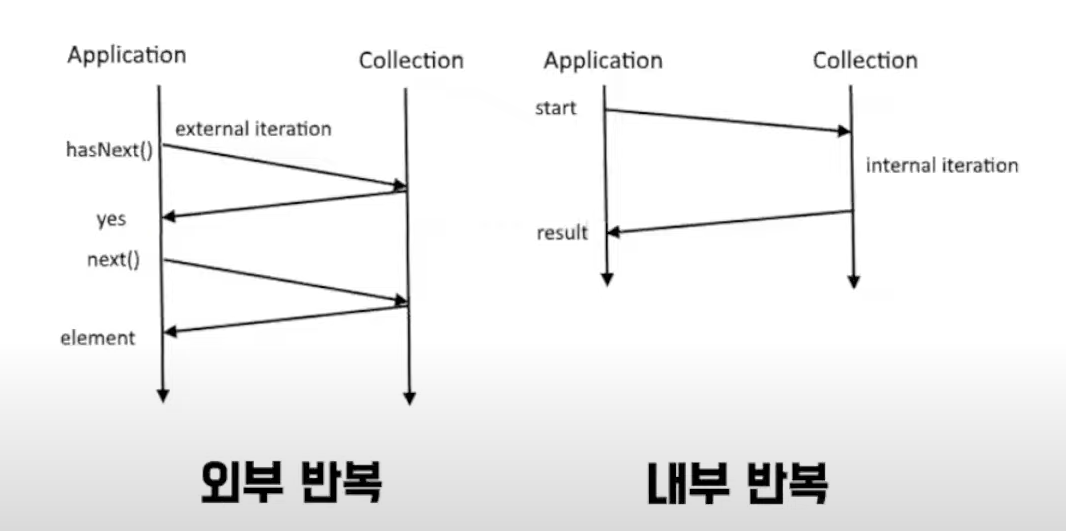 Application
Collection
external iteration
hasNext()
yes
next()
element
외부 반복
Application
Collection
start
internal iteration
result
내부 반복